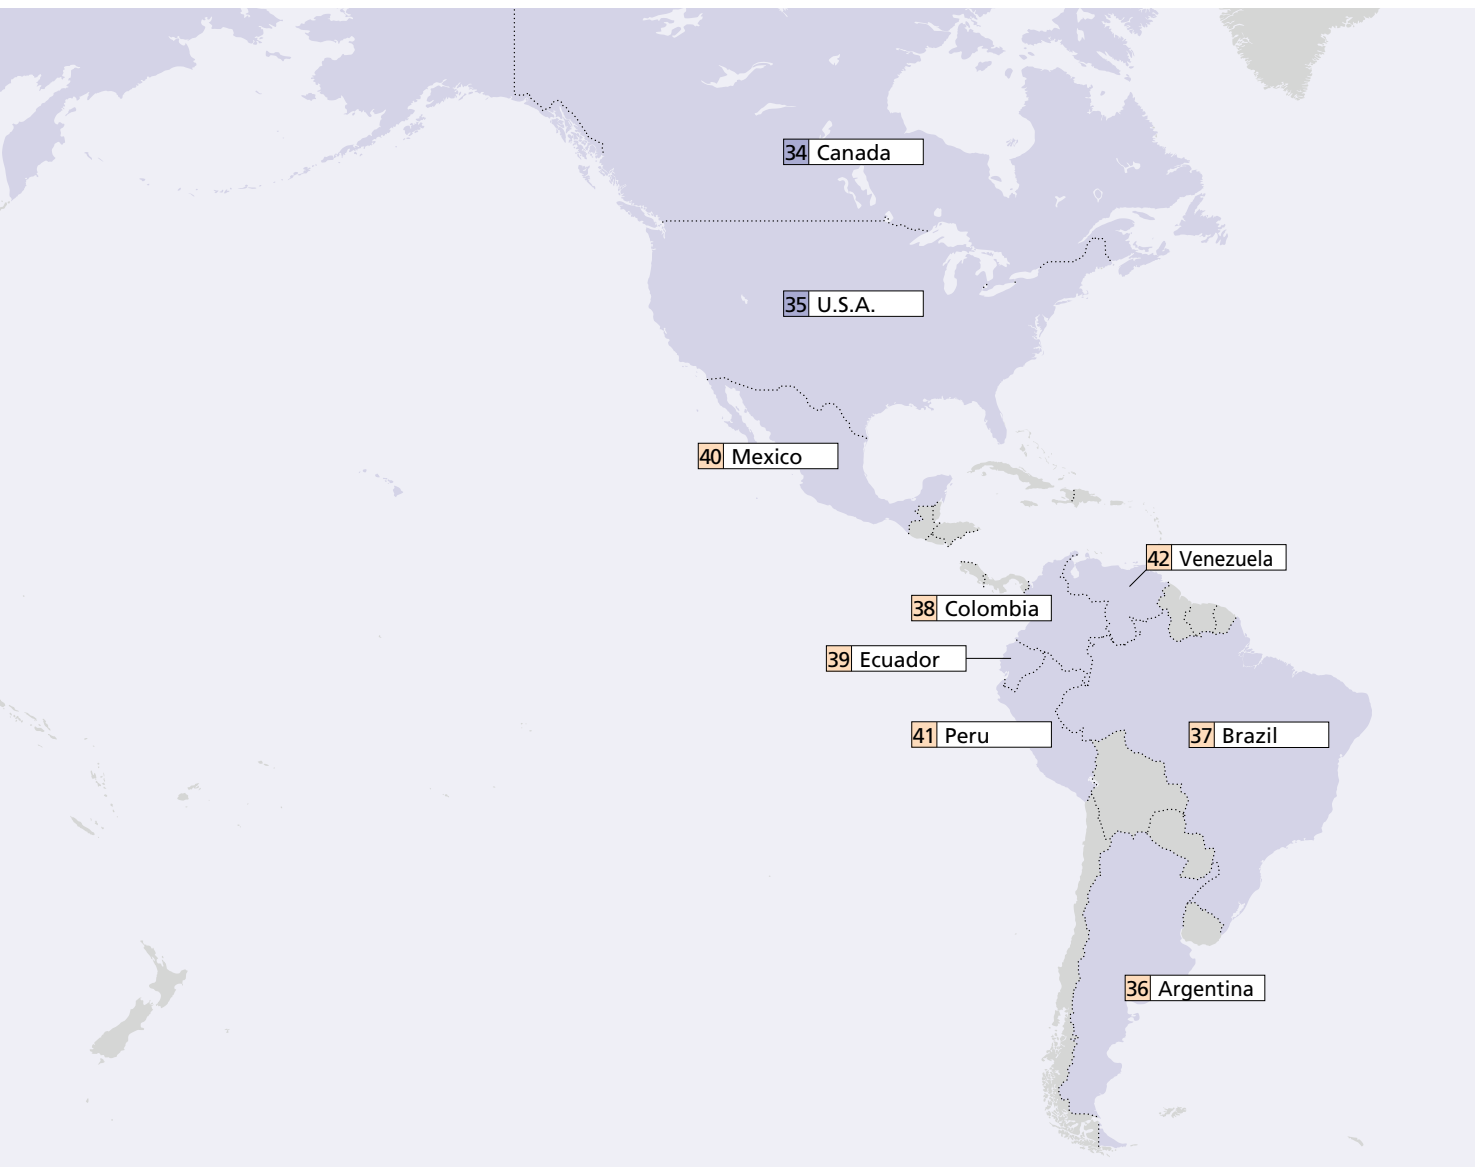 34 Canada
35 U.S.A.
40 Mexico
42 Venezuela
38 Colombia
39 Ecuador
41 Peru
37 Brazil
36 Argentina